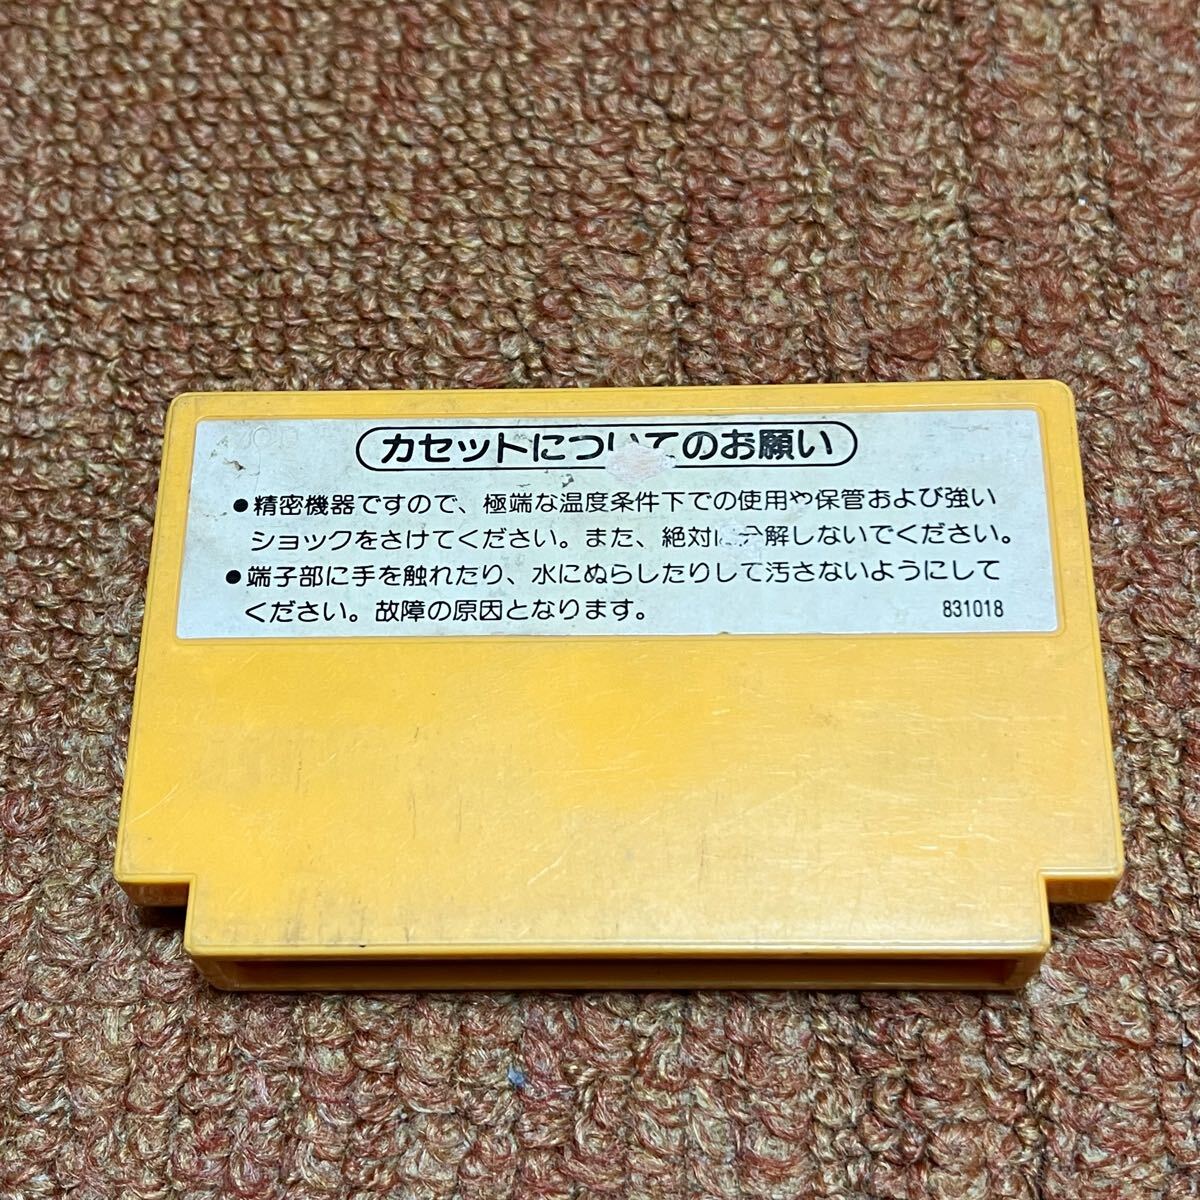 カセットについてのお願い
●精密機器ですので、極端な温度条件下での使用や保管および強い
ショックをさけてください。また、絶対に分解しないでください。
●端子部に手を触れたり、水にぬらしたりして汚さないようにして
ください。故障の原因となります。 831018